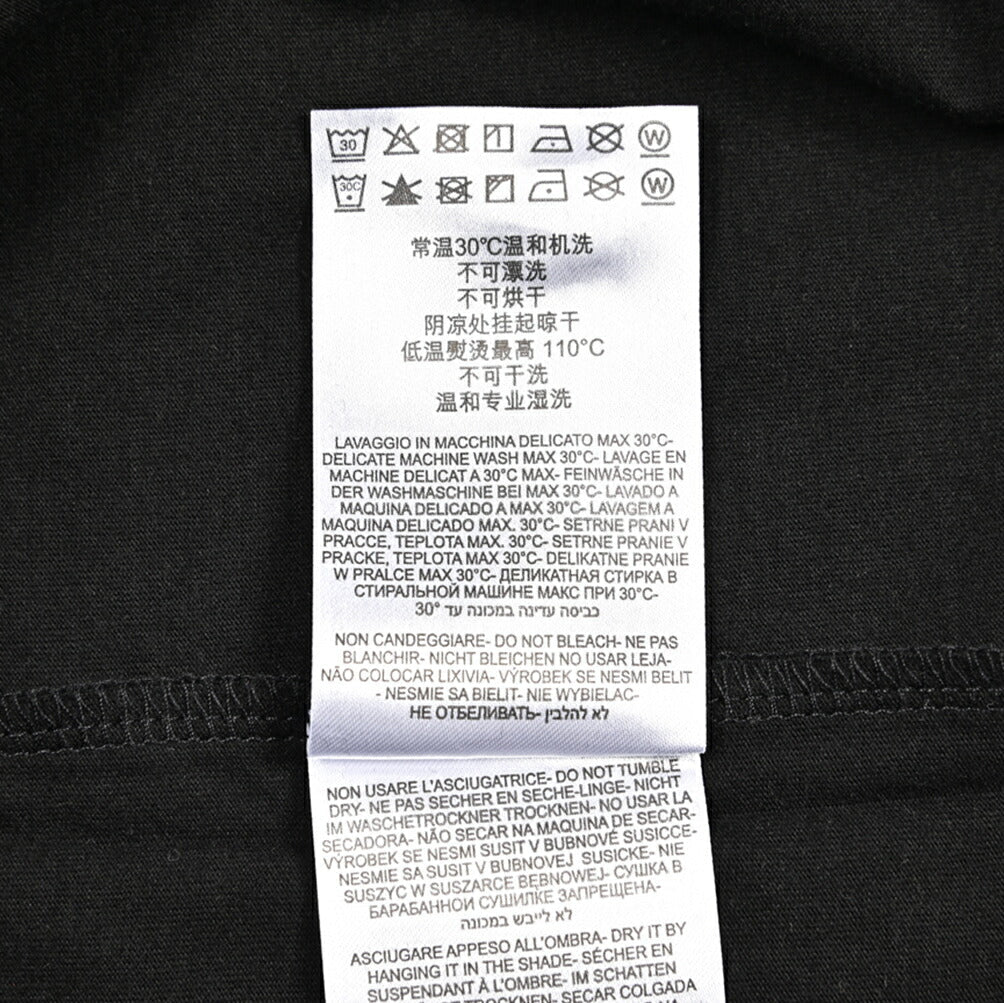 30 W
30C W
常温30°C温和机洗
不可漂洗
不可烘干
阴凉处挂起晾干
低温熨烫最高 110°C
不可干洗
温和专业湿洗
LAVAGGIO IN MACCHINA DELICATO MAX 30°C-
DELICATE MACHINE WASH MAX 30°C- LAVAGE EN
MACHINE DELICAT A 30°C MAX- FEINWÄSCHE IN
DER WASHMASCHINE BEI MAX 30°C- LAVADO A
MAQUINA DELICADO A MAX 30°C- LAVAGEM A
MAQUINA DELICADO MAX. 30°C- SETRNE PRANI V
PRACCE, TEPLOTA MAX 30°C- SETRNE PRANIE V
PRACKE, TEPLOTA MAX 30°C- DELIKATNE PRANIE
W PRALCE MAX 30°C- ДЕЛИКАТНАЯ СТИРКА В
СТИРАЛЬНОЙ МАШИНЕ МАКС ПРИ 30°C-
כביסה עדינה במכונה עד 30°
NON CANDEGGIARE- DO NOT BLEACH- NE PAS
BLANCHIR- NICHT BLEICHEN NO USAR LEJA-
NÃO COLOCAR LIXIVIA- VÝROBEK SE NESMI BELIT
- NESMIE SA BIELIT- NIE WYBIELAC-
НЕ ОТБЕЛИВАТЬ- לא להלבין
NON USARE L'ASCIUGATRICE- DO NOT TUMBLE
DRY- NE PAS SECHER EN SECHE-LINGE- NICHT
IM WASCHETROCKNER TROCKNEN- NO USAR LA
SECADORA- NÃO SECAR NA MAQUINA DE SECAR-
VÝROBEK SE NESMI SUSIT V BUBNOVÉ SUSICCE-
NESMIE SA SUSIT V BUBNOVEJ SUSICKE- NIE
SUSZYC W SUSZARCE BĘBNOWEJ- СУШКА В
БАРАБАННОЙ СУШИЛКЕ ЗАПРЕЩЕНА-
לא לייבש במכונה
ASCIUGARE APPESO ALL'OMBRA- DRY IT BY
HANGING IT IN THE SHADE- SÉCHER EN
SUSPENDANT À L'OMBRE- IM SCHATTEN
TROCKNEN- SECAR COLGADA